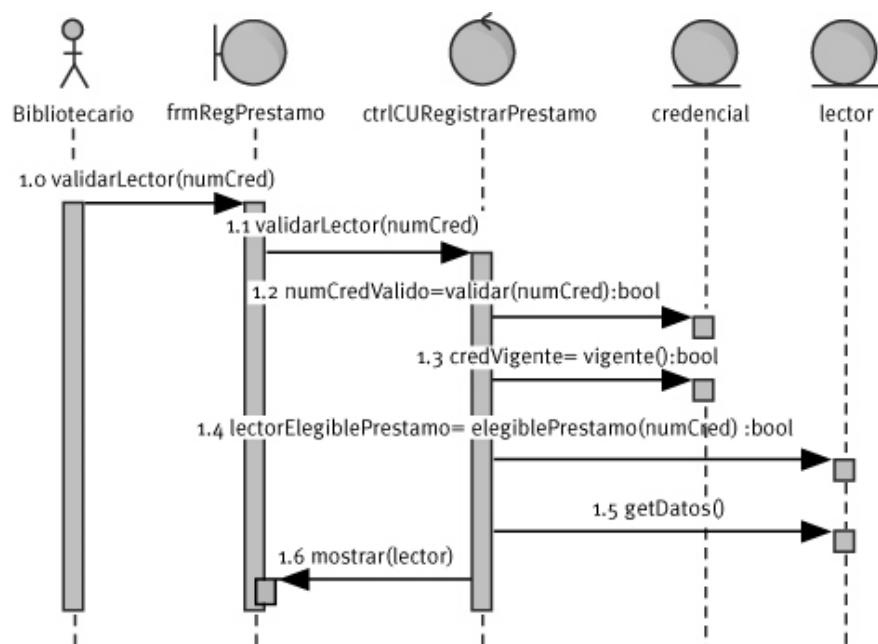 Bibliotecario
frmRegPrestamo
ctrlCURegistrarPrestamo
credencial
lector
1.0 validarLector(numCred)
1.1 validarLector(numCred)
1.2 numCredValido=validar(numCred):bool
1.3 credVigente= vigente():bool
1.4 lectorElegiblePrestamo= elegiblePrestamo(numCred) :bool
1.5 getDatos()
1.6 mostrar(lector)